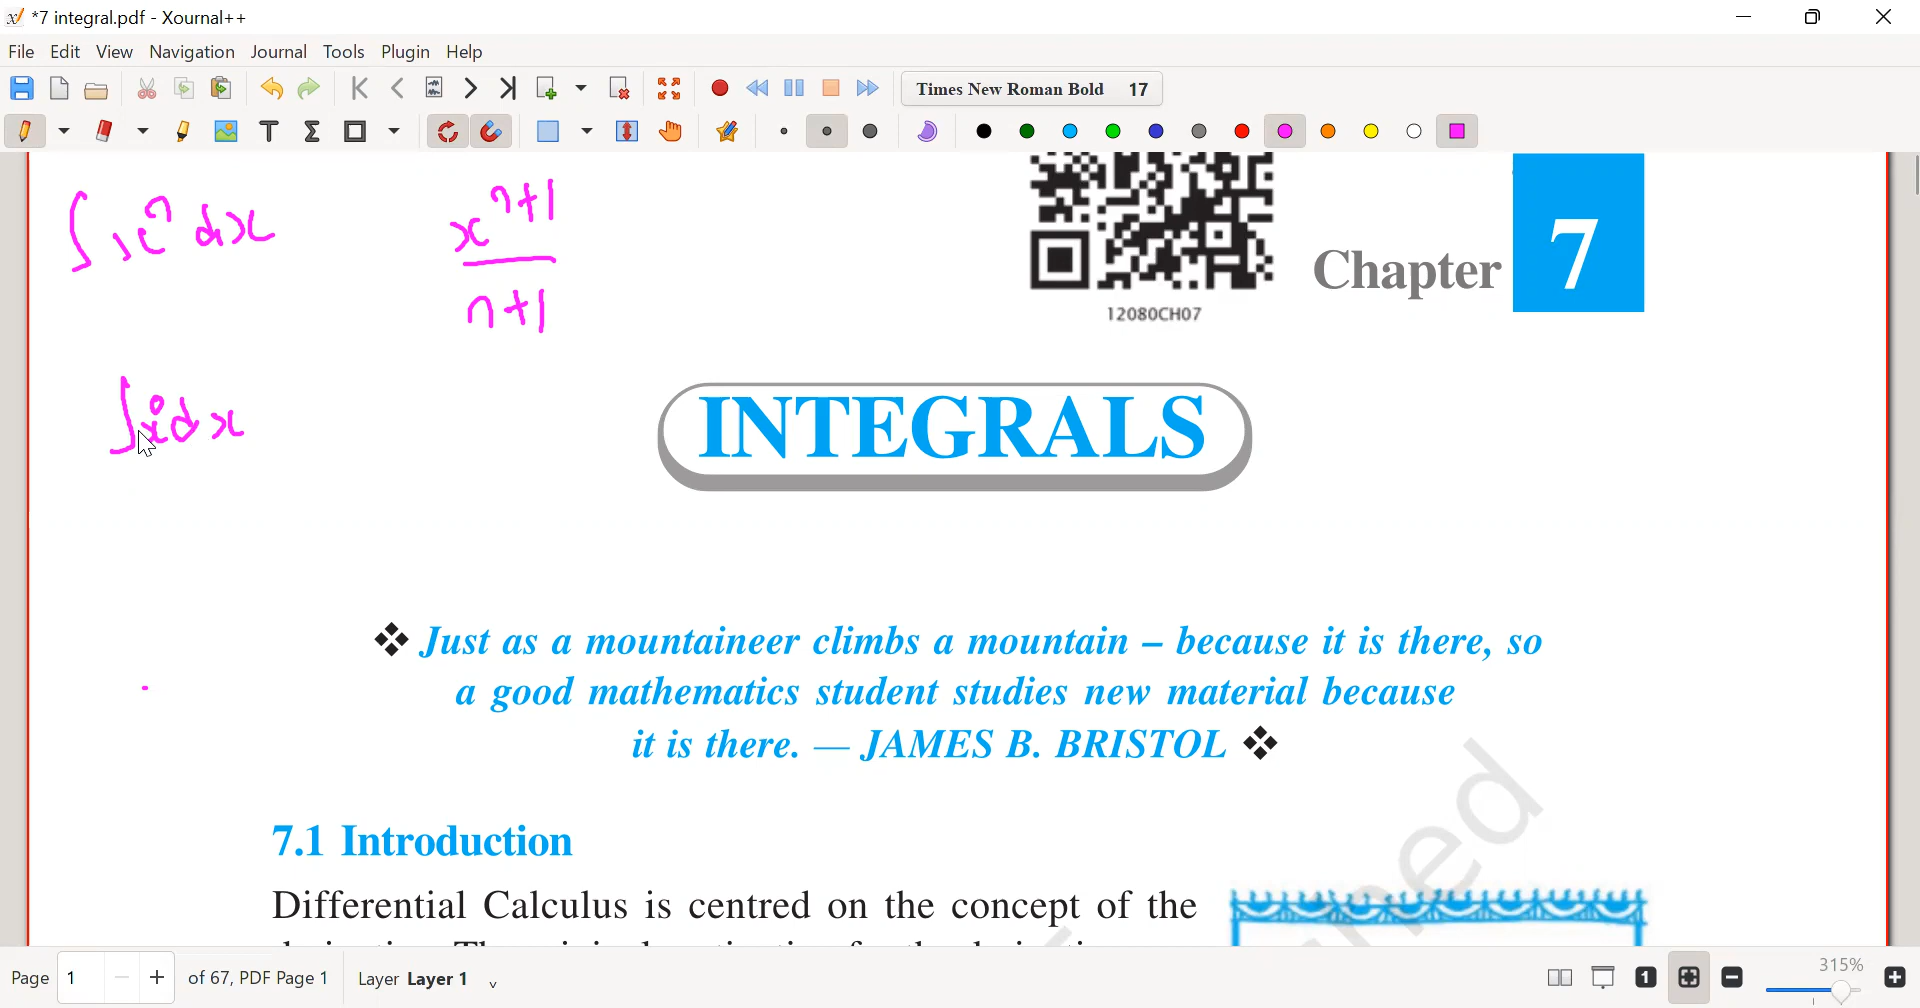 *7 integral.pdf - Xournal++
File Edit View Navigation Journal Tools Plugin Help
Times New Roman Bold 17
∫xⁿ dx xⁿ⁺¹
n+1
12080CH07
Chapter 7
∫x⁰dx
INTEGRALS
❖ Just as a mountaineer climbs a mountain – because it is there, so
a good mathematics student studies new material because
it is there. — JAMES B. BRISTOL ❖
7.1 Introduction
Differential Calculus is centred on the concept of the
Page 1 of 67, PDF Page 1 Layer Layer 1 315%